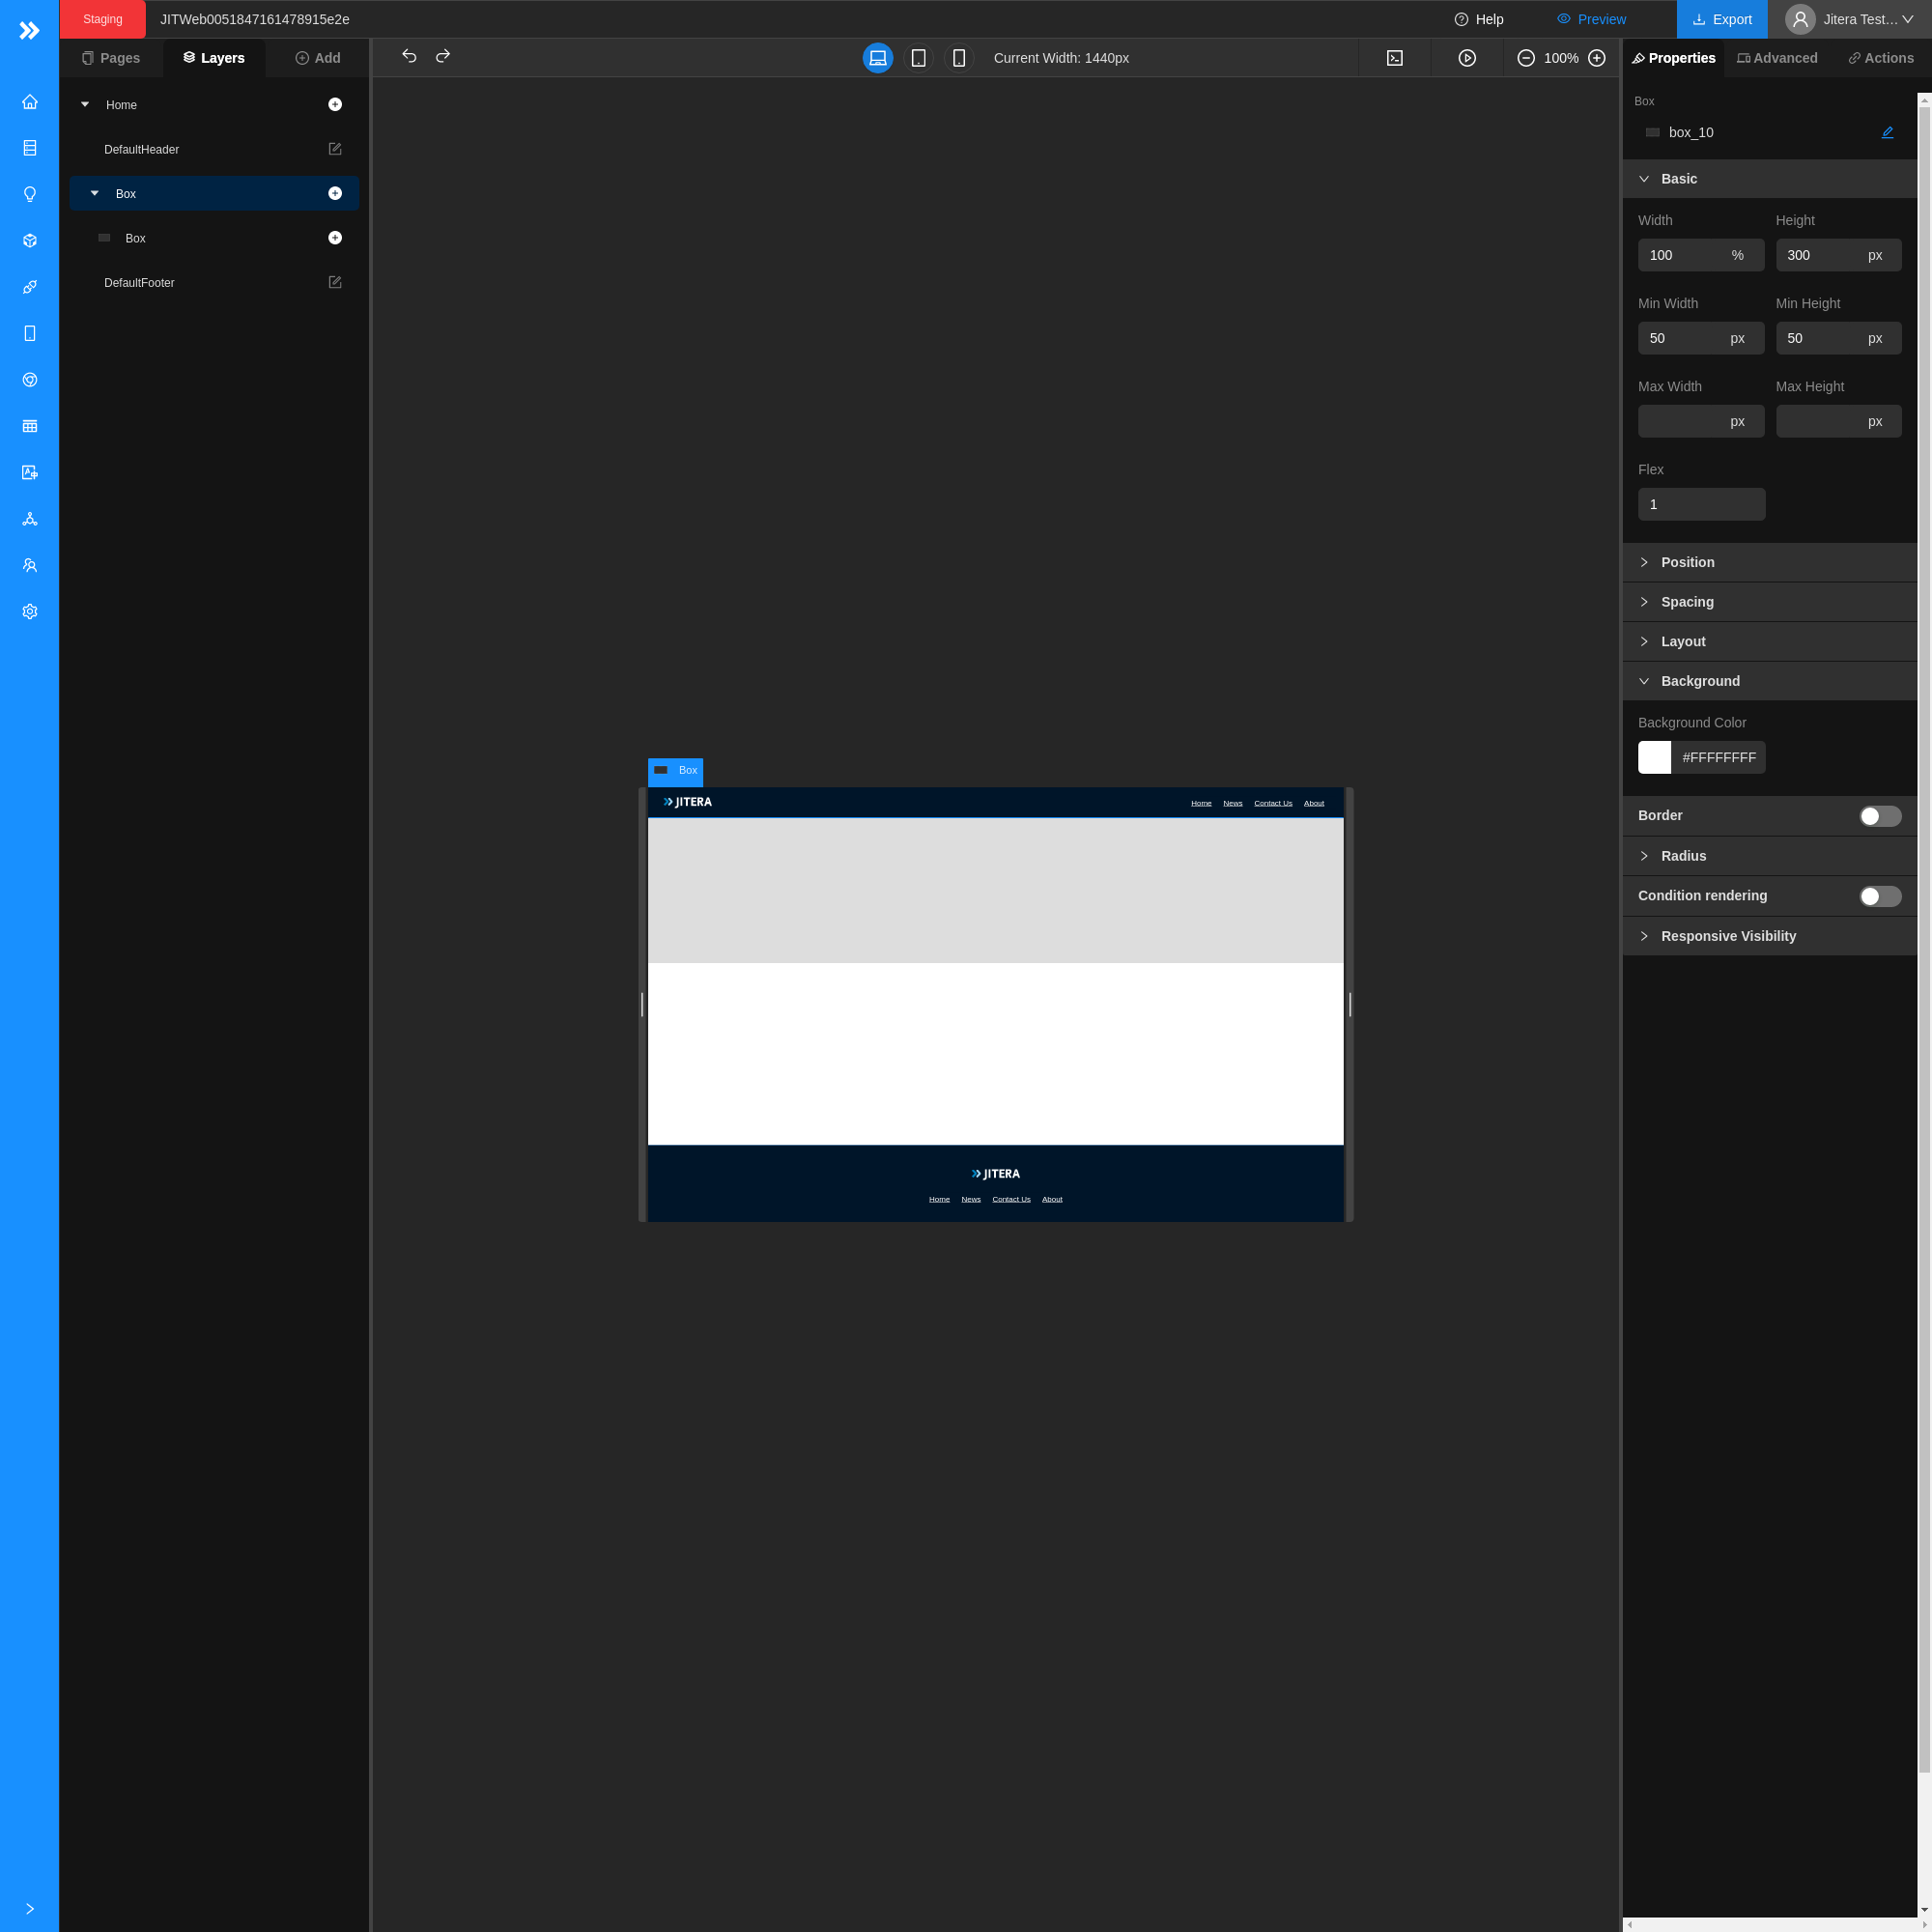 Staging
JITWeb0051847161478915e2e
Help
Preview
Export
Jitera Test...
Pages
Layers
Add
Current Width: 1440px
100%
Properties
Advanced
Actions
Home
DefaultHeader
Box
Box
DefaultFooter
Box
JITERA
Home News Contact Us About
JITERA
Home News Contact Us About
Box
box_10
Basic
Width Height
100 % 300 px
Min Width Min Height
50 px 50 px
Max Width Max Height
px px
Flex
1
Position
Spacing
Layout
Background
Background Color
#FFFFFFFF
Border
Radius
Condition rendering
Responsive Visibility